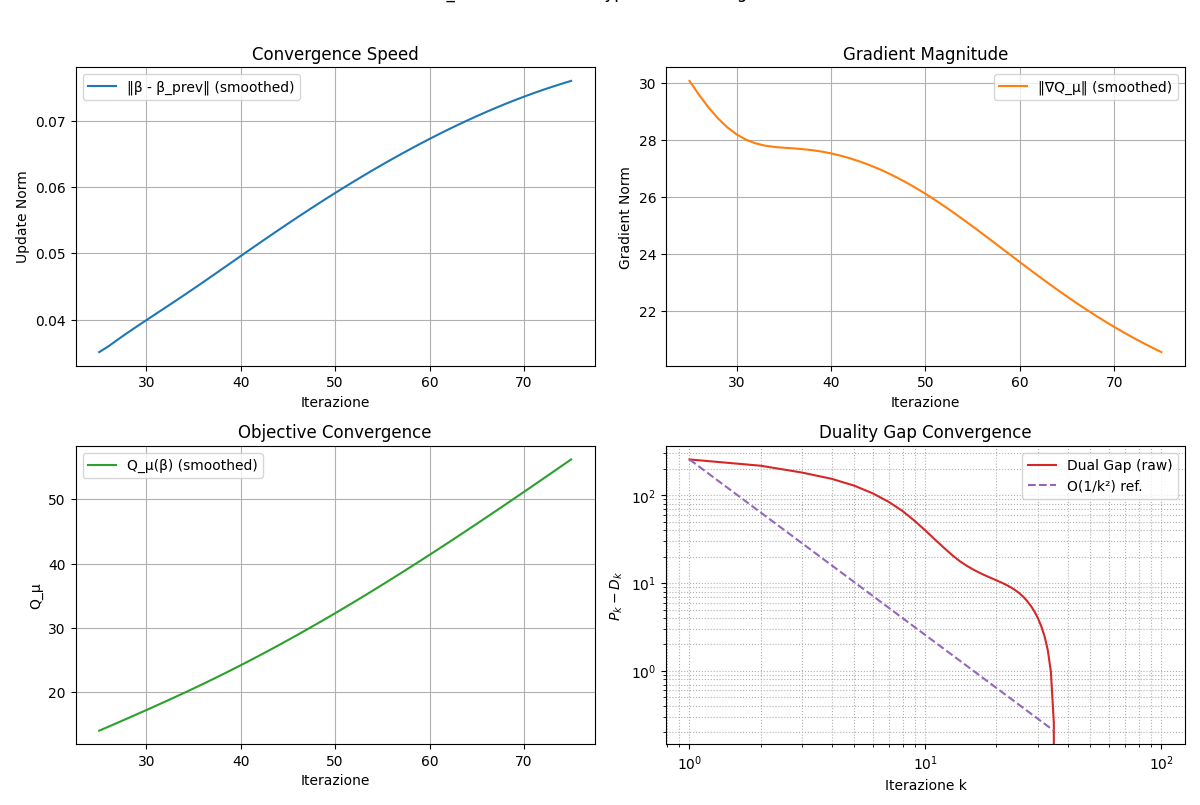 Convergence Speed
‖β - β_prev‖ (smoothed)
Update Norm
0.07
0.06
0.05
0.04
30 40 50 60 70
Iterazione
Gradient Magnitude
‖∇Q_μ‖ (smoothed)
Gradient Norm
30
28
26
24
22
30 40 50 60 70
Iterazione
Objective Convergence
Q_μ(β) (smoothed)
Q_μ
50
40
30
20
30 40 50 60 70
Iterazione
Duality Gap Convergence
Dual Gap (raw)
O(1/k²) ref.
Pₖ − Dₖ
10²
10¹
10⁰
10⁰ 10¹ 10²
Iterazione k